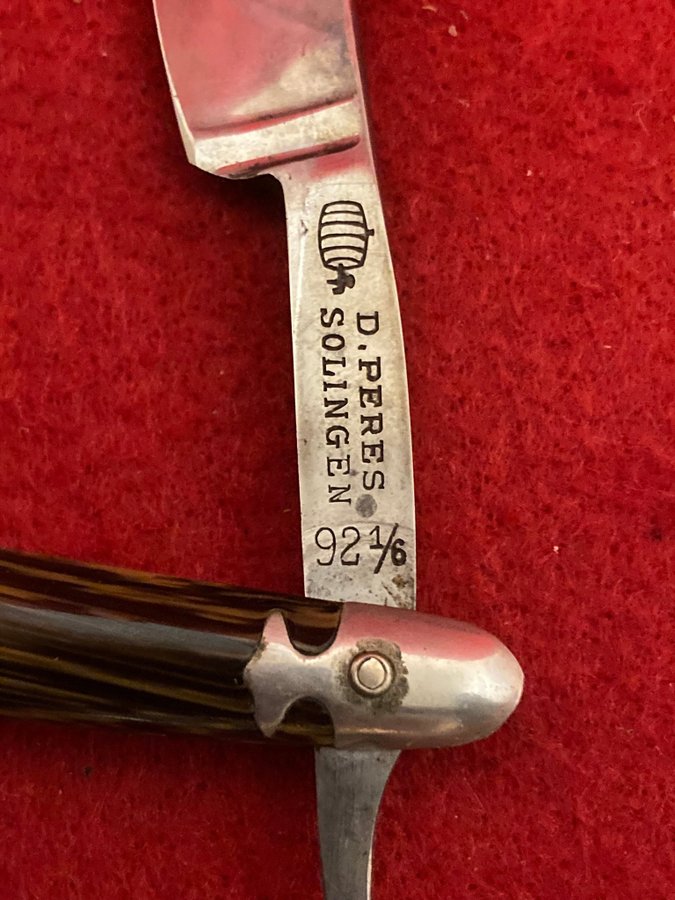 D. PERES
SOLINGEN
92 1/6